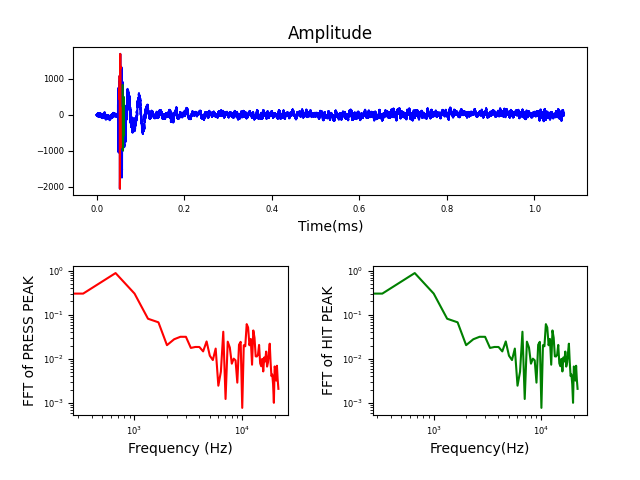 Amplitude
1000
0
−1000
−2000
0.0 0.2 0.4 0.6 0.8 1.0
Time(ms)
FFT of PRESS PEAK
10⁰
10⁻¹
10⁻²
10⁻³
10³ 10⁴
Frequency (Hz)
FFT of HIT PEAK
10⁰
10⁻¹
10⁻²
10⁻³
10³ 10⁴
Frequency(Hz)